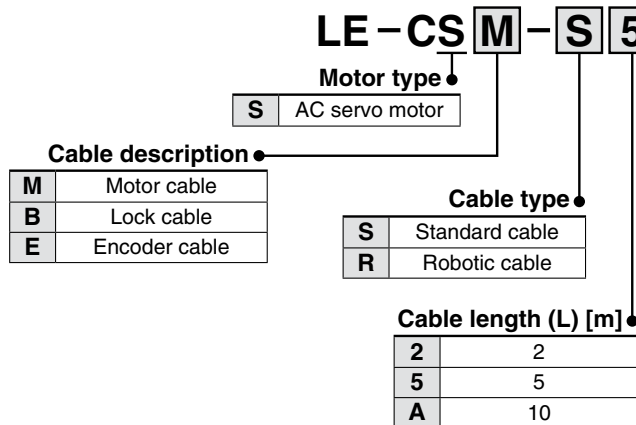 LE – CS M – S 5
Motor type
S AC servo motor
Cable description
M Motor cable
B Lock cable
E Encoder cable
Cable type
S Standard cable
R Robotic cable
Cable length (L) [m]
2 2
5 5
A 10